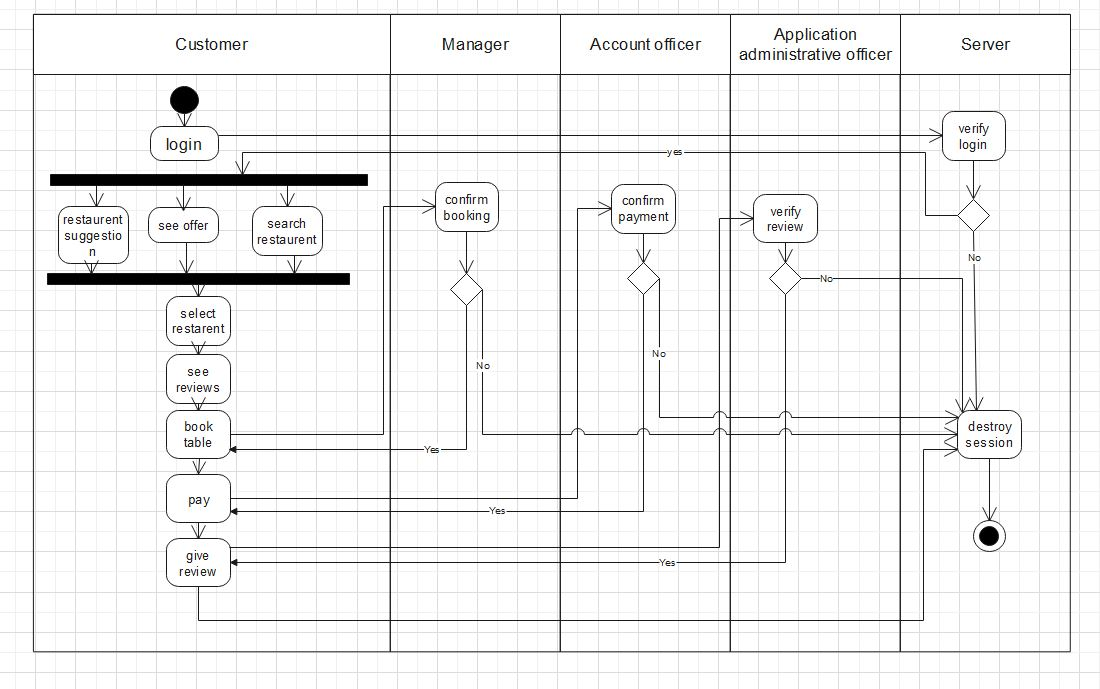 Customer
Manager
Account officer
Application
administrative officer
Server
login
verify
login
yes
restaurent
suggestio
n
see offer
search
restaurent
confirm
booking
confirm
payment
verify
review
No
No
select
restarent
see
reviews
No
No
book
table
Yes
destroy
session
pay
Yes
give
review
Yes